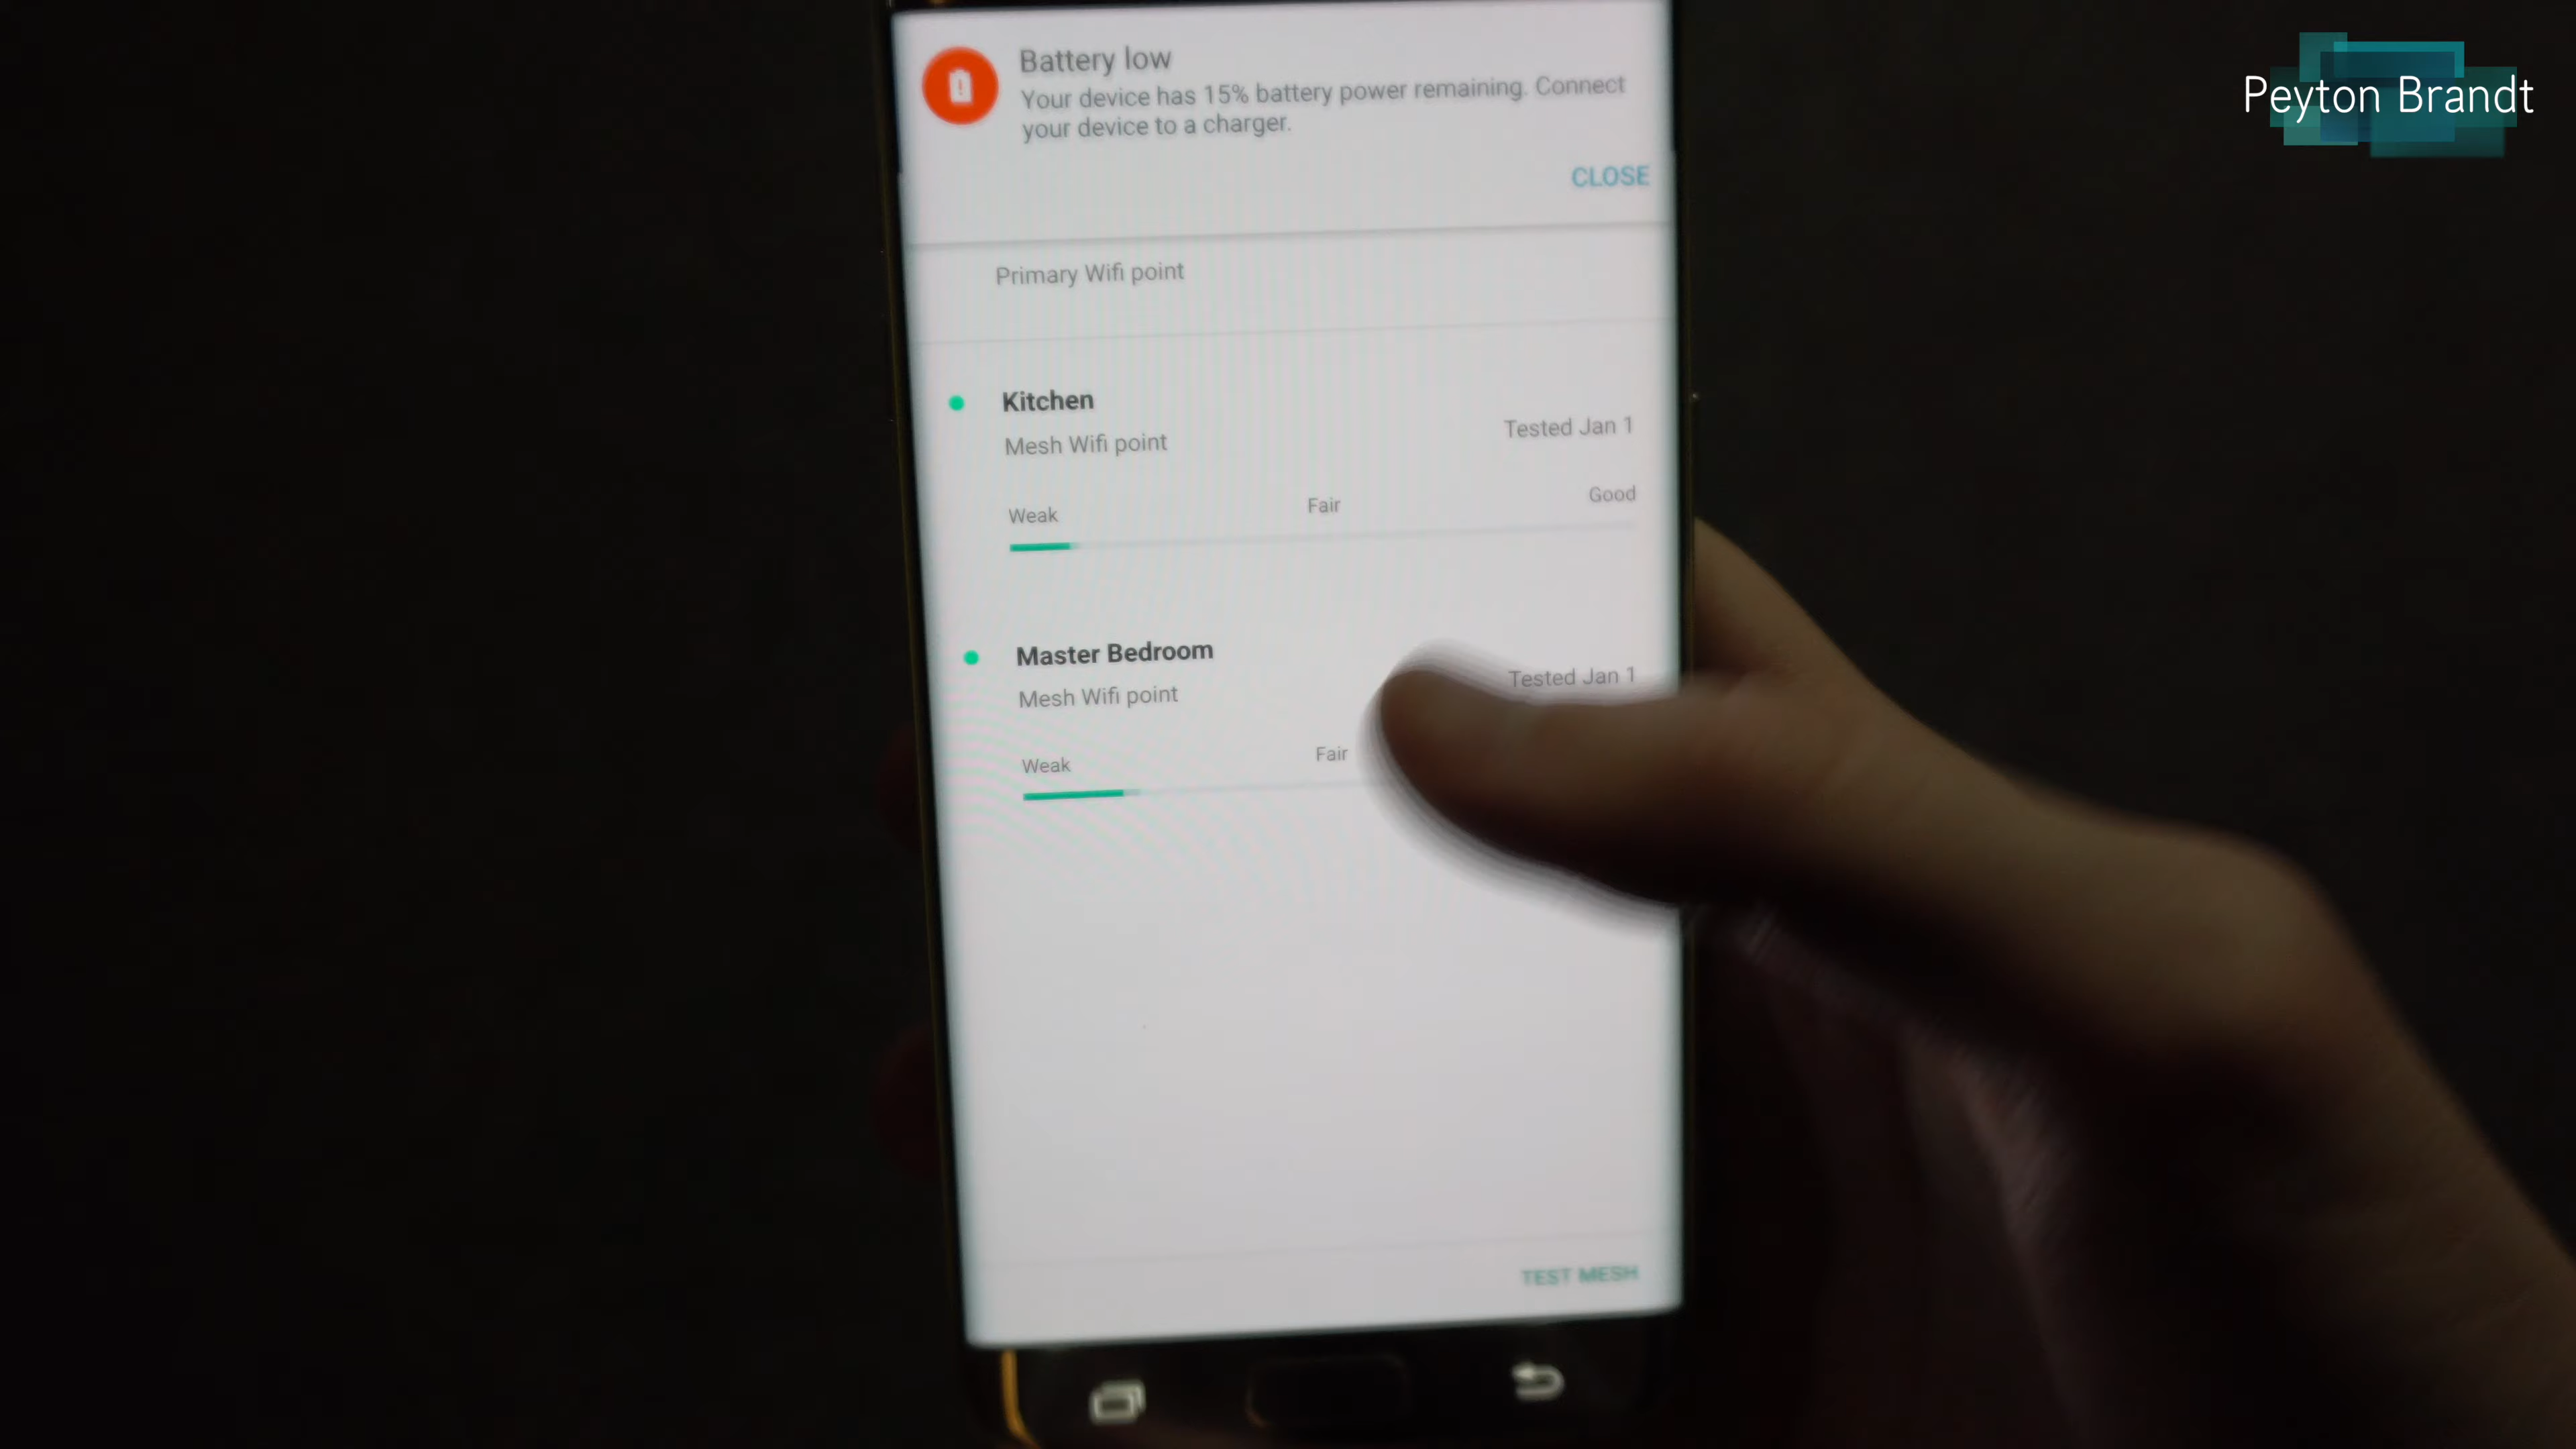 Peyton Brandt
Battery low
Your device has 15% battery power remaining. Connect
your device to a charger.
CLOSE
Primary Wifi point
Kitchen
Mesh Wifi point
Tested Jan 1
Weak Fair Good
Master Bedroom
Mesh Wifi point
Tested Jan 1
Weak Fair
TEST MESH